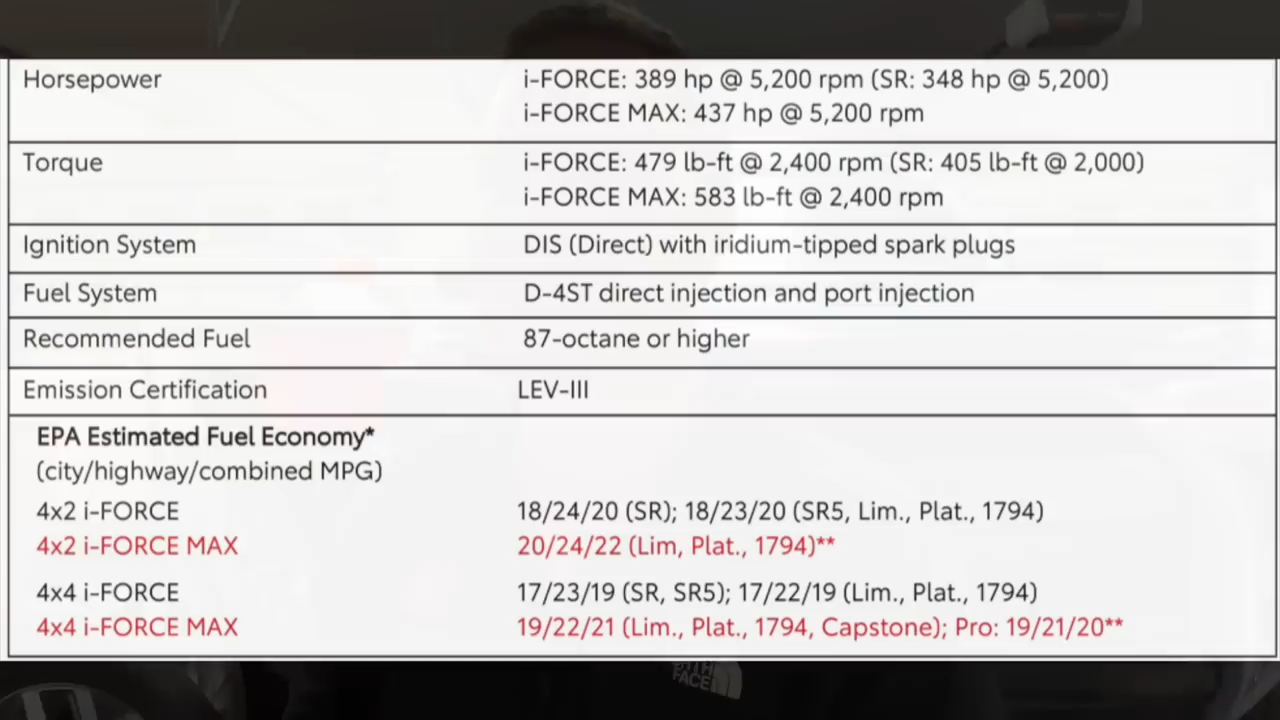 Horsepower i-FORCE: 389 hp @ 5,200 rpm (SR: 348 hp @ 5,200)
i-FORCE MAX: 437 hp @ 5,200 rpm
Torque i-FORCE: 479 lb-ft @ 2,400 rpm (SR: 405 lb-ft @ 2,000)
i-FORCE MAX: 583 lb-ft @ 2,400 rpm
Ignition System DIS (Direct) with iridium-tipped spark plugs
Fuel System D-4ST direct injection and port injection
Recommended Fuel 87-octane or higher
Emission Certification LEV-III
EPA Estimated Fuel Economy*
(city/highway/combined MPG)
4x2 i-FORCE 18/24/20 (SR); 18/23/20 (SR5, Lim., Plat., 1794)
4x2 i-FORCE MAX 20/24/22 (Lim, Plat., 1794)**
4x4 i-FORCE 17/23/19 (SR, SR5); 17/22/19 (Lim., Plat., 1794)
4x4 i-FORCE MAX 19/22/21 (Lim., Plat., 1794, Capstone); Pro: 19/21/20**
FACE